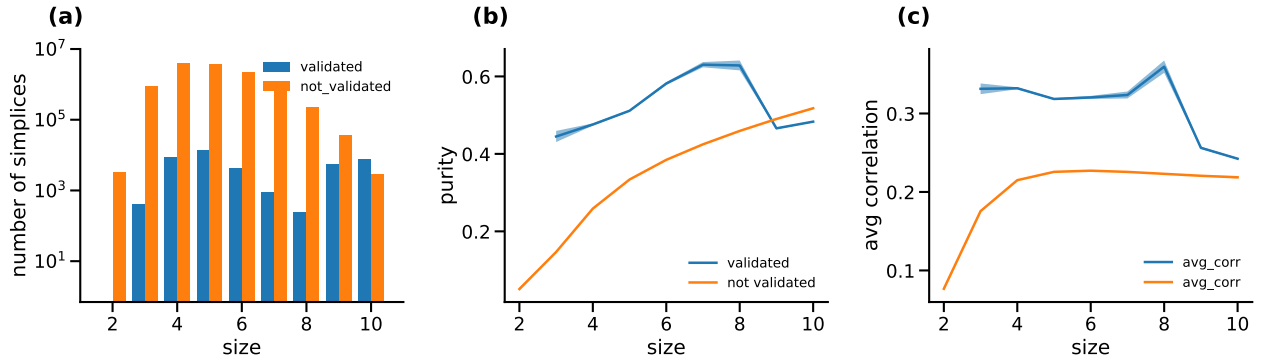 (a)
number of simplices
10^7
10^5
10^3
10^1
validated
not_validated
2
4
6
8
10
size
(b)
purity
0.6
0.4
0.2
validated
not validated
2
4
6
8
10
size
(c)
avg correlation
0.3
0.2
0.1
avg_corr
avg_corr
2
4
6
8
10
size